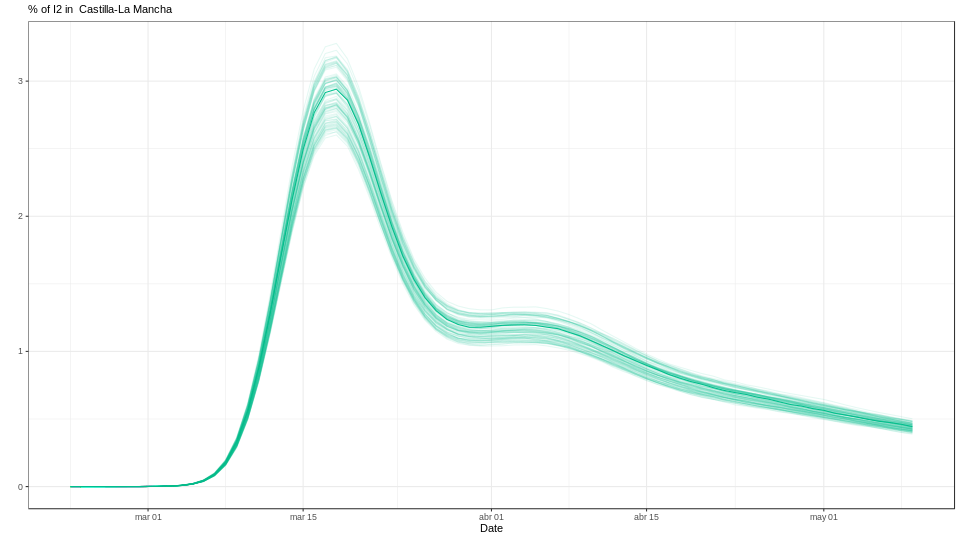 % of I2 in  Castilla-La Mancha
3
2
1
0
mar 01
mar 15
abr 01
abr 15
may 01
Date